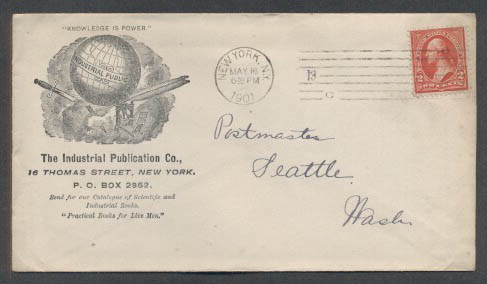 "KNOWLEDGE IS POWER."
INDUSTRIAL PUBLIC
The Industrial Publication Co.,
16 THOMAS STREET, NEW YORK.
P. O. BOX 2852.
Send for our Catalogue of Scientific and
Industrial Books.
"Practical Books for Live Men."
NEW YORK, N.Y.
MAY 16
PM
1901
Postmaster
Seattle
Wash.